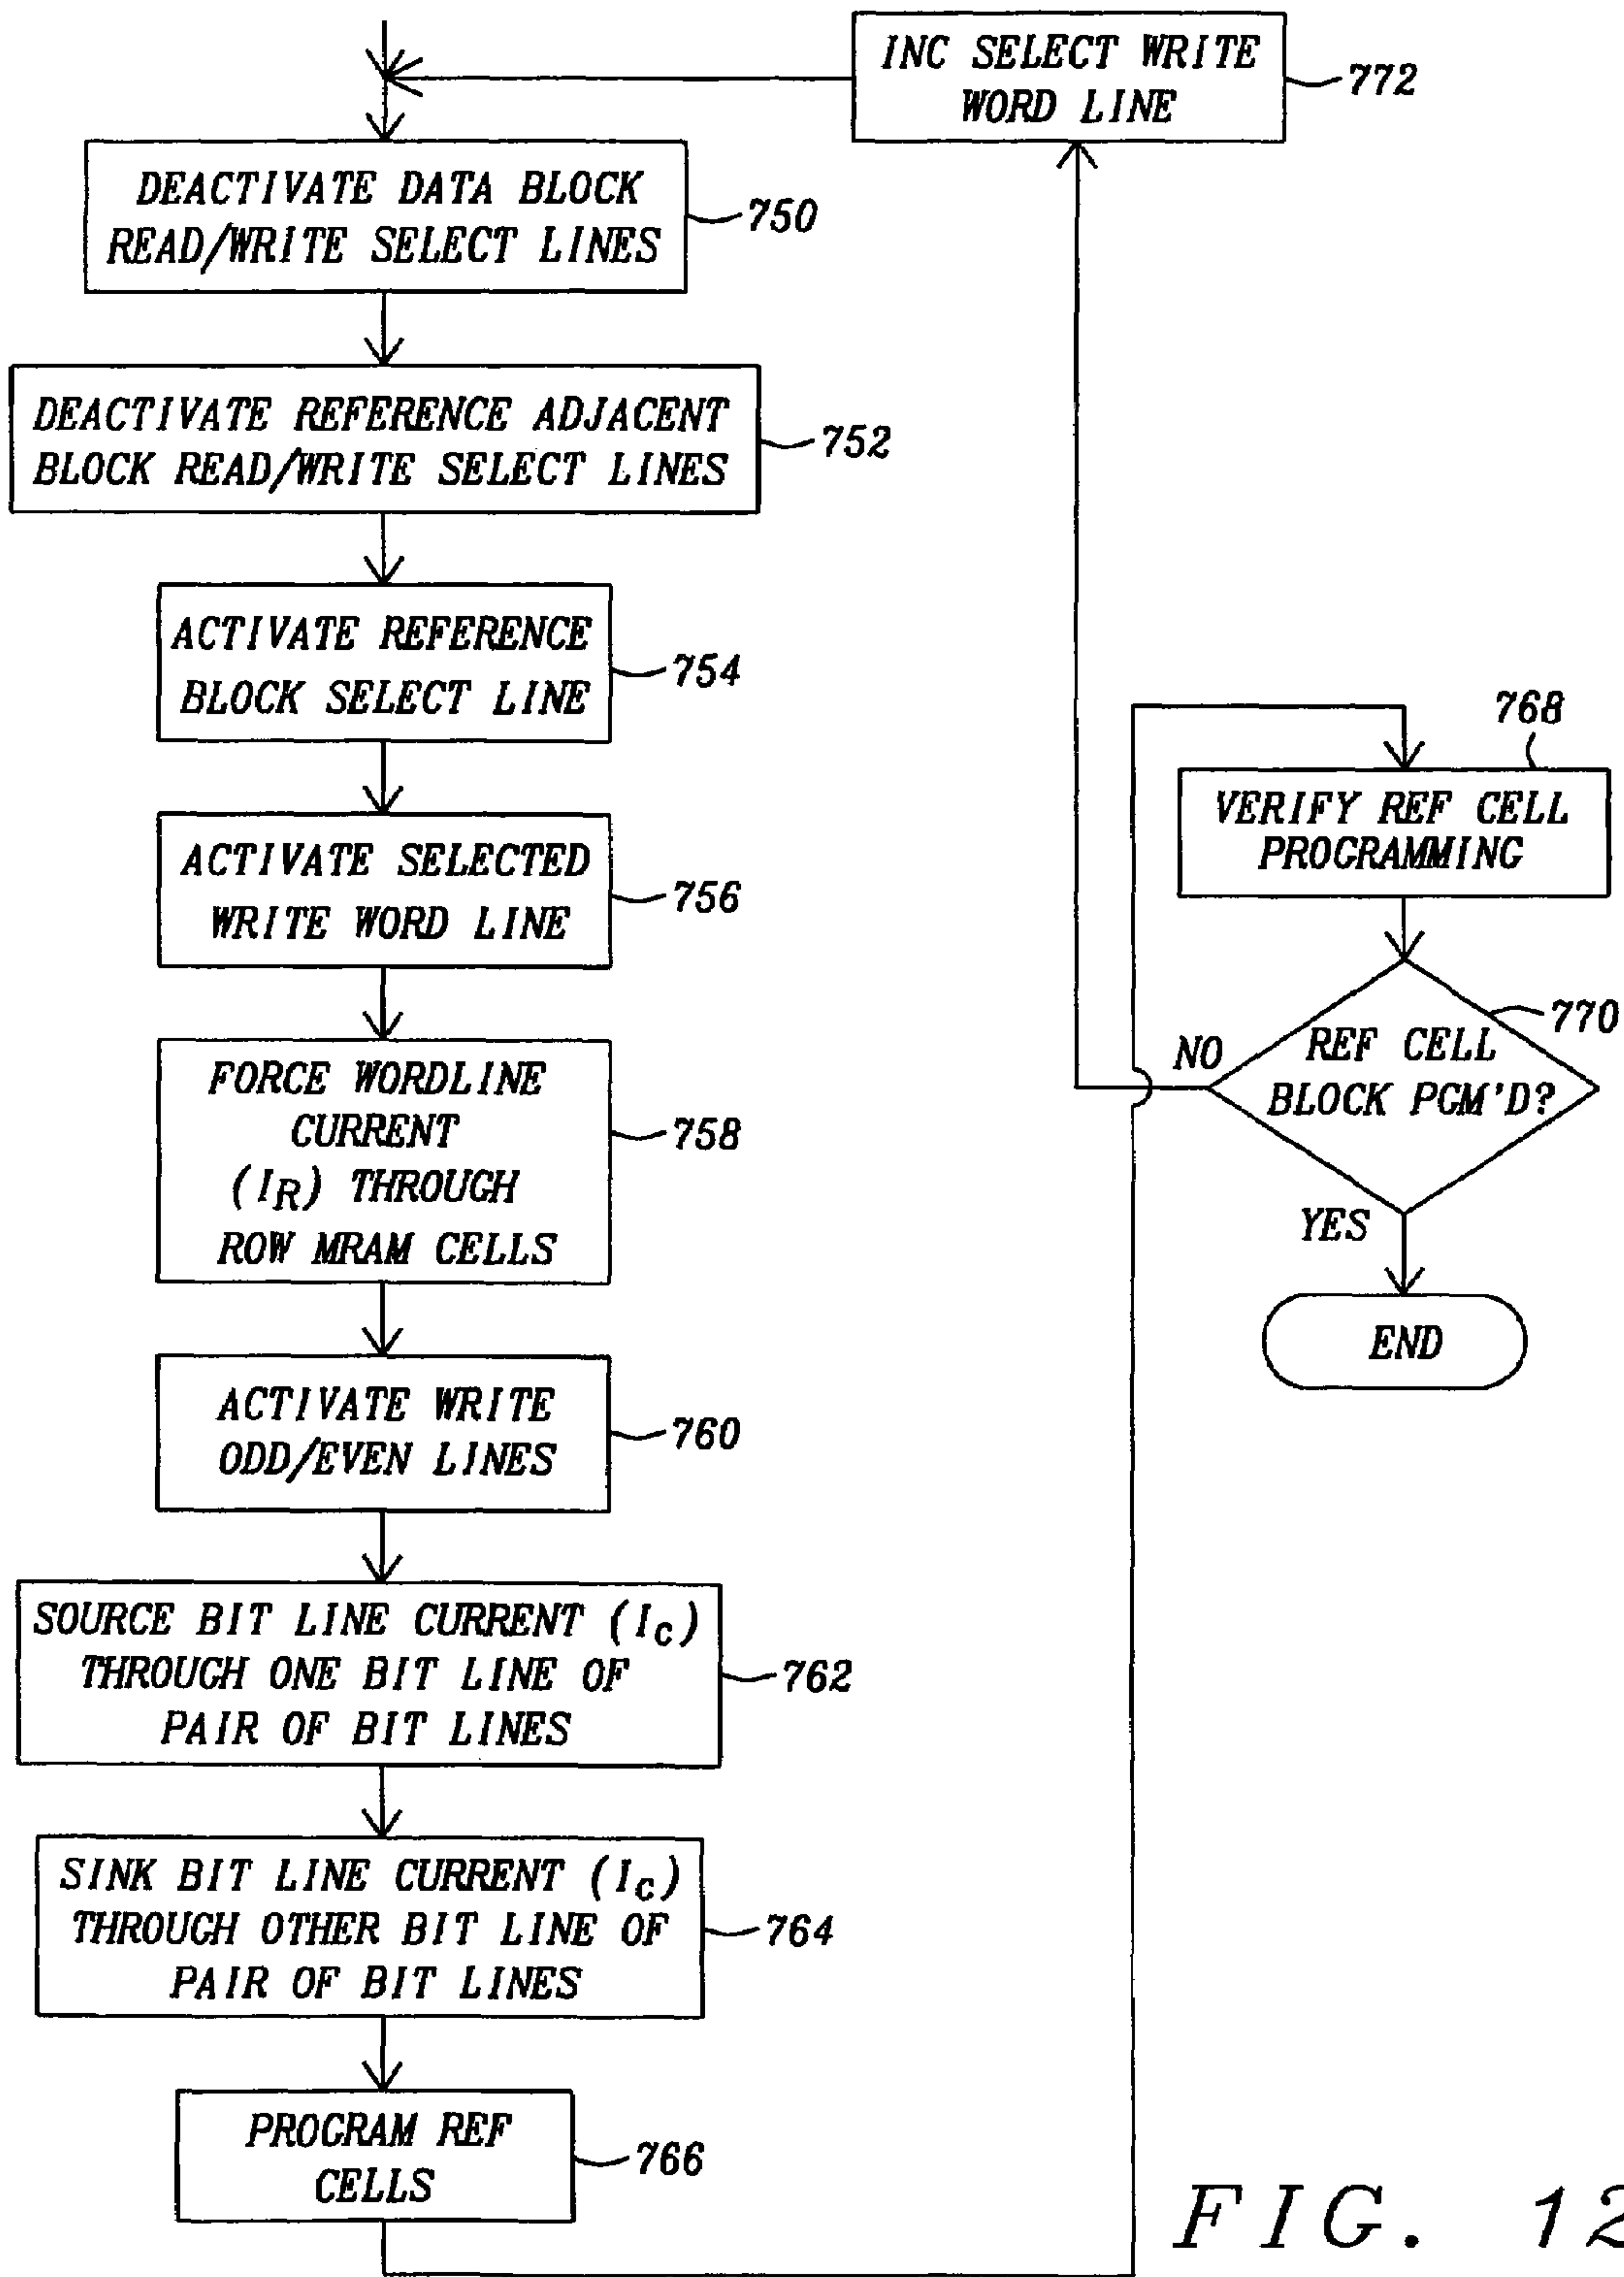 INC SELECT WRITE
WORD LINE
772
DEACTIVATE DATA BLOCK
READ/WRITE SELECT LINES
750
DEACTIVATE REFERENCE ADJACENT
BLOCK READ/WRITE SELECT LINES
752
ACTIVATE REFERENCE
BLOCK SELECT LINE
754
ACTIVATE SELECTED
WRITE WORD LINE
756
FORCE WORDLINE
CURRENT
(IR) THROUGH
ROW MRAM CELLS
758
ACTIVATE WRITE
ODD/EVEN LINES
760
SOURCE BIT LINE CURRENT (Ic)
THROUGH ONE BIT LINE OF
PAIR OF BIT LINES
762
SINK BIT LINE CURRENT (Ic)
THROUGH OTHER BIT LINE OF
PAIR OF BIT LINES
764
PROGRAM REF
CELLS
766
768
VERIFY REF CELL
PROGRAMMING
770
REF CELL
BLOCK PGM'D?
NO
YES
END
FIG. 12